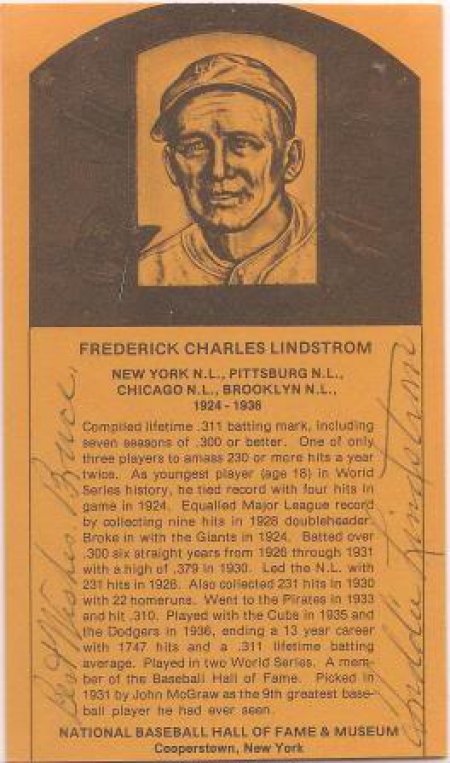 FREDERICK CHARLES LINDSTROM
NEW YORK N.L., PITTSBURG N.L.,
CHICAGO N.L., BROOKLYN N.L.,
1924 - 1936
Compiled lifetime .311 batting mark, including
seven seasons of .300 or better. One of only
three players to amass 230 or more hits a year
twice. As youngest player (age 18) in World
Series history, he tied record with four hits in
game in 1924. Equalled Major League record
by collecting nine hits in 1928 doubleheader.
Broke in with the Giants in 1924. Batted over
.300 six straight years from 1926 through 1931
with a high of .379 in 1930. Led the N.L. with
231 hits in 1928. Also collected 231 hits in 1930
with 22 homeruns. Went to the Pirates in 1933
and hit .310. Played with the Cubs in 1935 and
the Dodgers in 1936, ending a 13 year career
with 1747 hits and a .311 lifetime batting
average. Played in two World Series. A mem-
ber of the Baseball Hall of Fame. Picked in
1931 by John McGraw as the 9th greatest base-
ball player he had ever seen.
NATIONAL BASEBALL HALL OF FAME & MUSEUM
Cooperstown, New York
Best Wishes Bruce,
Freddie Lindstrom